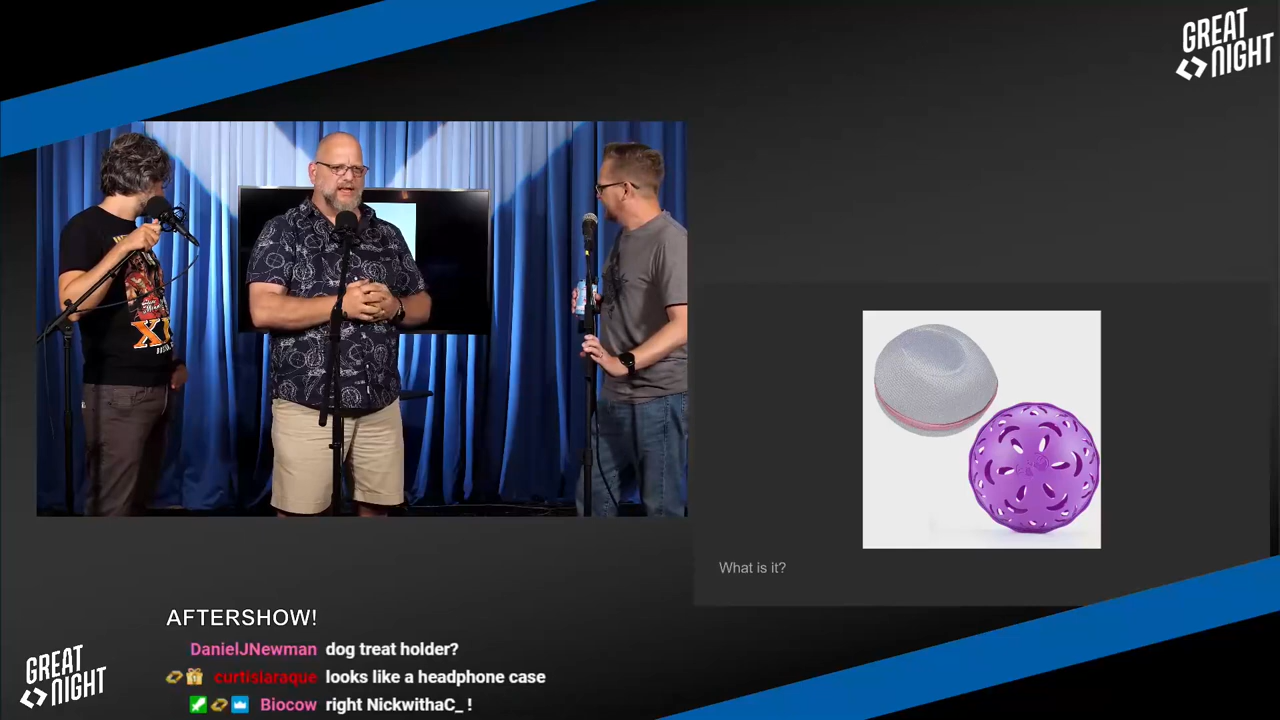 GREAT
NIGHT
What is it?
AFTERSHOW!
DanielJNewman dog treat holder?
curtislaraque looks like a headphone case
GREAT
NIGHT
Biocow right NickwithaC_ !